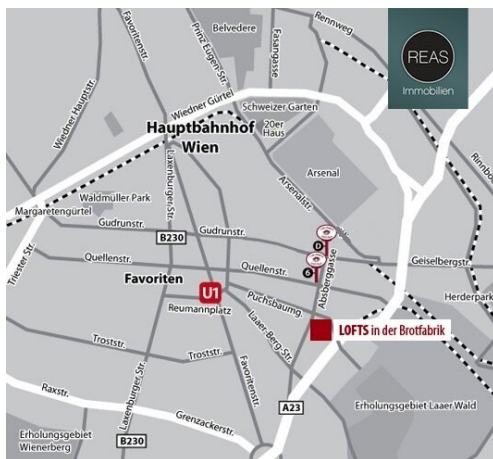 Belvedere
REAS
Immobilien
Rennweg
Favoritenstr.
Prinz Eugen-Str.
Fasangasse
Wiedner Hauptstr.
Wiedner Gürtel
Schweizer Garten
20er
Haus
Hauptbahnhof
Wien
Arsenal
Arsenalstr.
Laxenburger-Str.
Waldmüller Park
Margaretengürtel
Gudrunstr.
B230
Gudrunstr.
D
Geiselbergstr.
Triester Str.
Quellenstr.
Quellenstr.
6
Absberggasse
Favoriten
U1
Reumannplatz
Puchsbaumg.
Herderpark
LOFTS in der Brotfabrik
Troststr.
Troststr.
Laaer-Berg-Str.
Favoritenstr.
Raxstr.
Laxenburger Str.
A23
Grenzackerstr.
Erholungsgebiet Laaer Wald
Erholungsgebiet
Wienerberg
B230